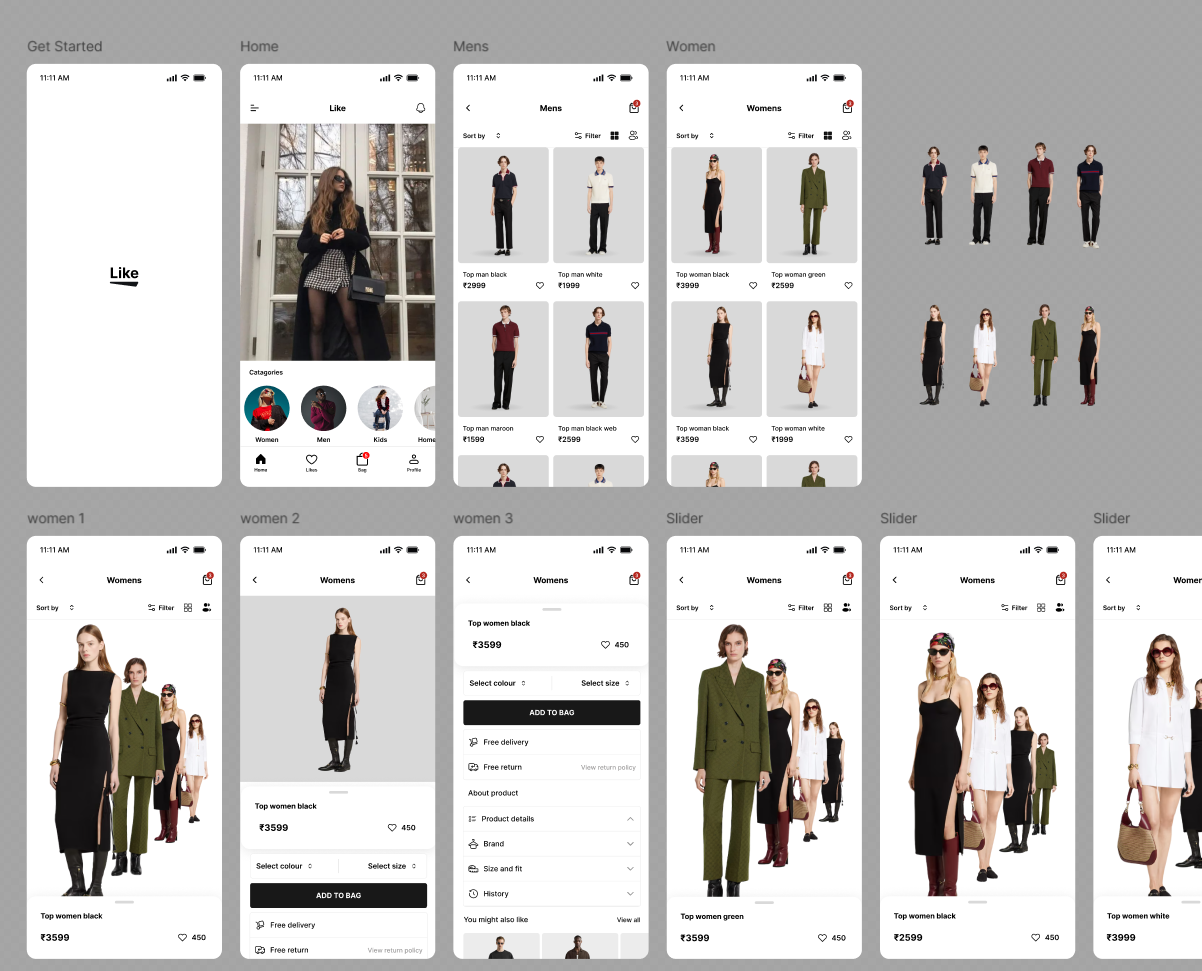 Get Started
Home
Mens
Women
11:11 AM
Like
11:11 AM
Like
Catagories
Women
Men
Kids
Home
Home
Likes
Bag
Profile
11:11 AM
Mens
Sort by
Filter
Top man black
Top man white
₹2999
₹1999
Top man maroon
Top man black web
₹1599
₹2599
11:11 AM
Womens
Sort by
Filter
Top woman black
Top woman green
₹3999
₹2599
Top woman black
Top woman white
₹3599
₹1999
women 1
women 2
women 3
Slider
Slider
Slider
11:11 AM
Womens
Sort by
Filter
Top women black
₹3599
450
11:11 AM
Womens
Top women black
₹3599
450
Select colour
Select size
ADD TO BAG
Free delivery
Free return
View return policy
11:11 AM
Womens
Top women black
₹3599
450
Select colour
Select size
ADD TO BAG
Free delivery
Free return
View return policy
About product
Product details
Brand
Size and fit
History
You might also like
View all
11:11 AM
Womens
Sort by
Filter
Top women green
₹3599
450
11:11 AM
Womens
Sort by
Filter
Top women black
₹2599
450
11:11 AM
Women
Sort by
Top women white
₹3999